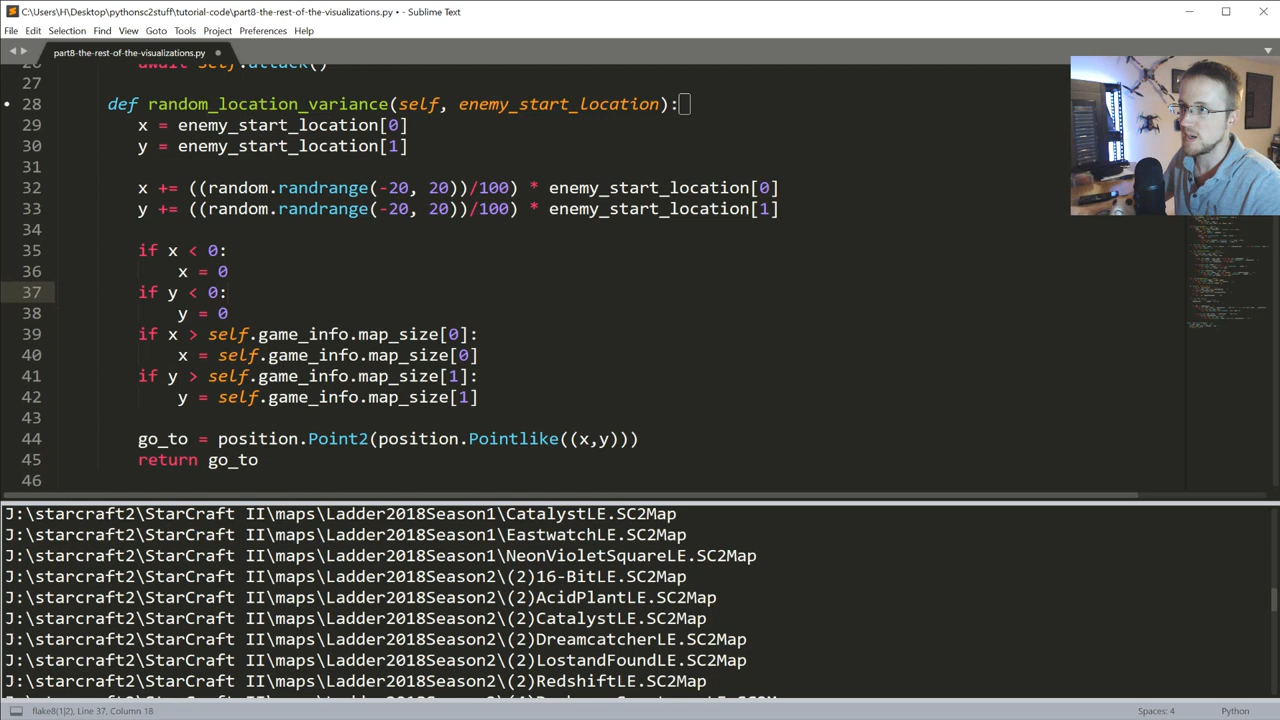 C:\Users\H\Desktop\pythonsc2stuff\tutorial-code\part8-the-rest-of-the-visualizations.py • - Sublime Text
File Edit Selection Find View Goto Tools Project Preferences Help
part8-the-rest-of-the-visualizations.py
26 await self.attack()
27
28 def random_location_variance(self, enemy_start_location):
29 x = enemy_start_location[0]
30 y = enemy_start_location[1]
31
32 x += ((random.randrange(-20, 20))/100) * enemy_start_location[0]
33 y += ((random.randrange(-20, 20))/100) * enemy_start_location[1]
34
35 if x < 0:
36 x = 0
37 if y < 0:
38 y = 0
39 if x > self.game_info.map_size[0]:
40 x = self.game_info.map_size[0]
41 if y > self.game_info.map_size[1]:
42 y = self.game_info.map_size[1]
43
44 go_to = position.Point2(position.Pointlike((x,y)))
45 return go_to
46
J:\starcraft2\StarCraft II\maps\Ladder2018Season1\CatalystLE.SC2Map
J:\starcraft2\StarCraft II\maps\Ladder2018Season1\EastwatchLE.SC2Map
J:\starcraft2\StarCraft II\maps\Ladder2018Season1\NeonVioletSquareLE.SC2Map
J:\starcraft2\StarCraft II\maps\Ladder2018Season2\(2)16-BitLE.SC2Map
J:\starcraft2\StarCraft II\maps\Ladder2018Season2\(2)AcidPlantLE.SC2Map
J:\starcraft2\StarCraft II\maps\Ladder2018Season2\(2)CatalystLE.SC2Map
J:\starcraft2\StarCraft II\maps\Ladder2018Season2\(2)DreamcatcherLE.SC2Map
J:\starcraft2\StarCraft II\maps\Ladder2018Season2\(2)LostandFoundLE.SC2Map
J:\starcraft2\StarCraft II\maps\Ladder2018Season2\(2)RedshiftLE.SC2Map
flake8(1|2), Line 37, Column 18 Spaces: 4 Python